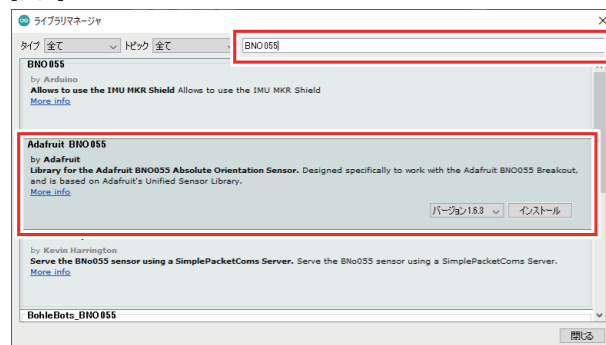 ライブラリマネージャ
タイプ 全て トピック 全て BNO055
BNO055
by Arduino
Allows to use the IMU MKR Shield Allows to use the IMU MKR Shield
More info
Adafruit BNO055
by Adafruit
Library for the Adafruit BNO055 Absolute Orientation Sensor. Designed specifically to work with the Adafruit BNO055 Breakout,
and is based on Adafruit's Unified Sensor Library.
More info
バージョン1.6.3 インストール
by Kevin Harrington
Serve the BNo055 sensor using a SimplePacketComs Server. Serve the BNo055 sensor using a SimplePacketComs Server.
More info
BohleBots_BNO055
閉じる